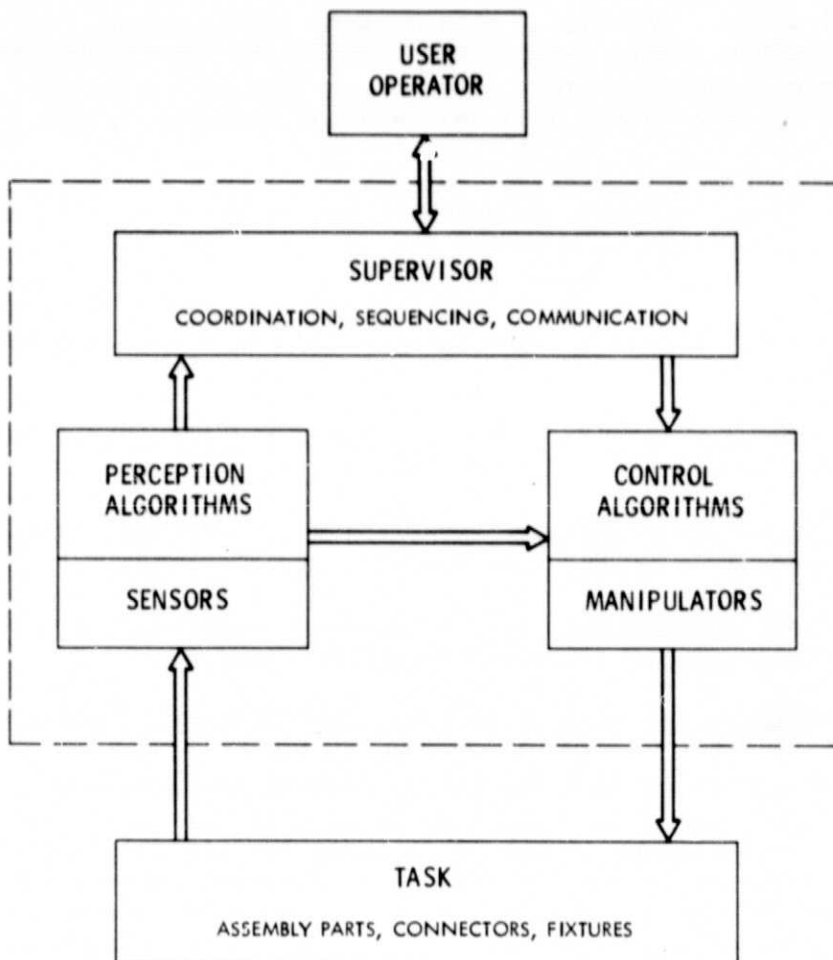 USER
OPERATOR
SUPERVISOR
COORDINATION, SEQUENCING, COMMUNICATION
PERCEPTION
ALGORITHMS
CONTROL
ALGORITHMS
SENSORS
MANIPULATORS
TASK
ASSEMBLY PARTS, CONNECTORS, FIXTURES